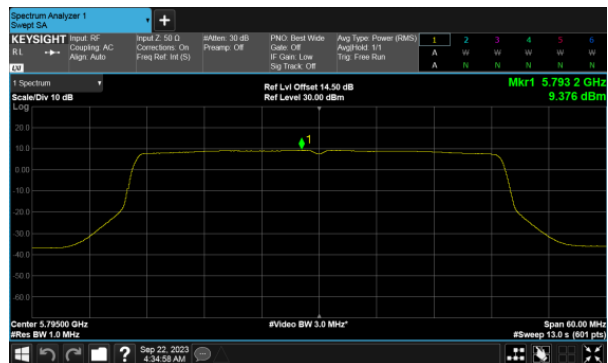 Spectrum Analyzer 1
Swept SA
+
KEYSIGHT
RL
Input: RF
Coupling: AC
Align: Auto
Input Z: 50 Ω
Corrections: On
Freq Ref: Int (S)
#Atten: 30 dB
Preamp: Off
PNO: Best Wide
Gate: Off
IF Gain: Low
Sig Track: Off
Avg Type: Power (RMS)
Avg|Hold: 1/1
Trig: Free Run
1 2 3 4 5 6
A W W W W W
A N N N N N
LXI
1 Spectrum
Scale/Div 10 dB
Ref Lvl Offset 14.50 dB
Ref Level 30.00 dBm
Mkr1 5.793 2 GHz
9.376 dBm
Log
20.0
10.0
0.00
-10.0
-20.0
-30.0
-40.0
-50.0
-60.0
1
Center 5.79500 GHz
#Res BW 1.0 MHz
#Video BW 3.0 MHz*
Span 60.00 MHz
#Sweep 13.0 s (601 pts)
?
Sep 22, 2023
4:34:58 AM